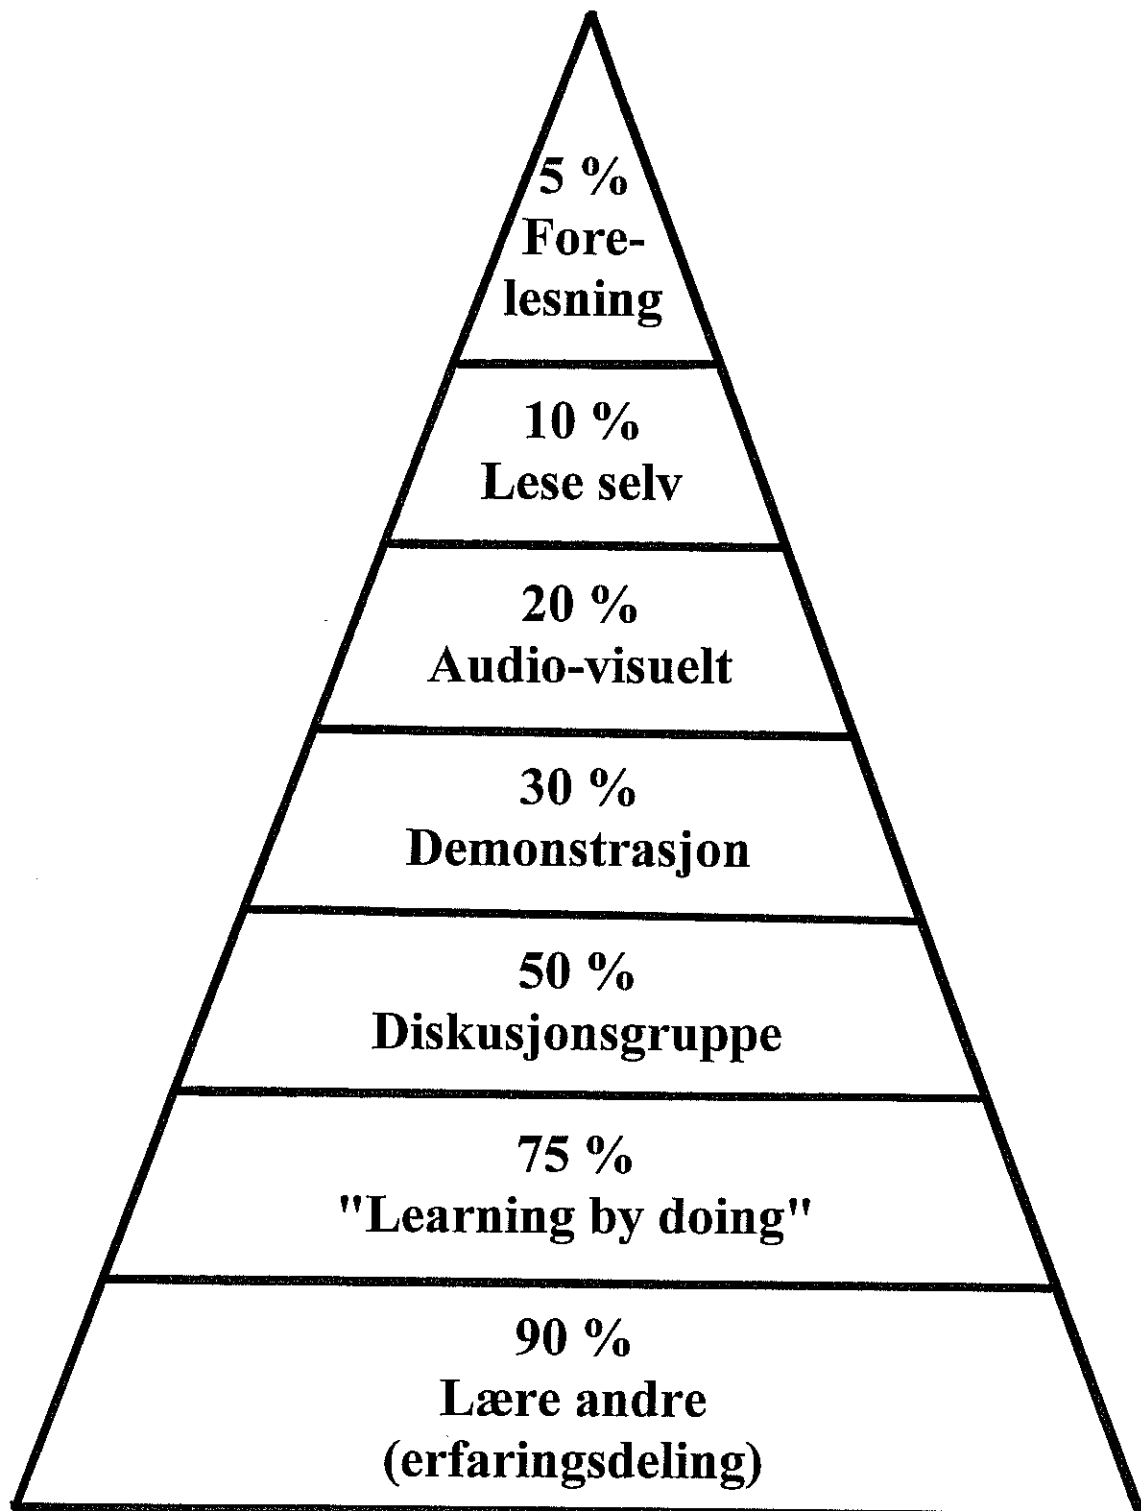 5 %
Fore-
lesning
10 %
Lese selv
20 %
Audio-visuelt
30 %
Demonstrasjon
50 %
Diskusjonsgruppe
75 %
"Learning by doing"
90 %
Lære andre
(erfaringsdeling)